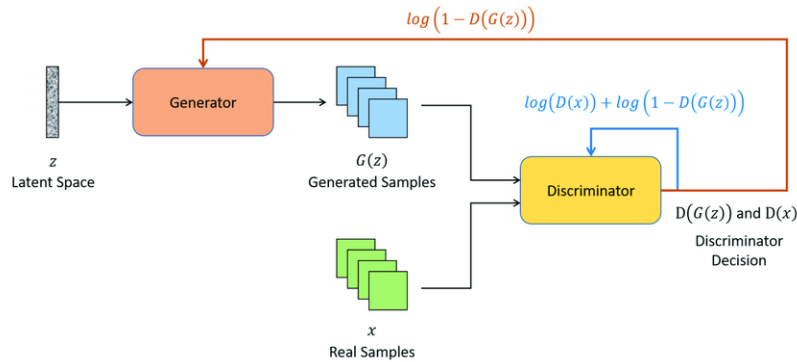 log(1 − D(G(z)))
Generator
log(D(x)) + log(1 − D(G(z)))
z
Latent Space
G(z)
Generated Samples
Discriminator
D(G(z)) and D(x)
Discriminator
Decision
x
Real Samples